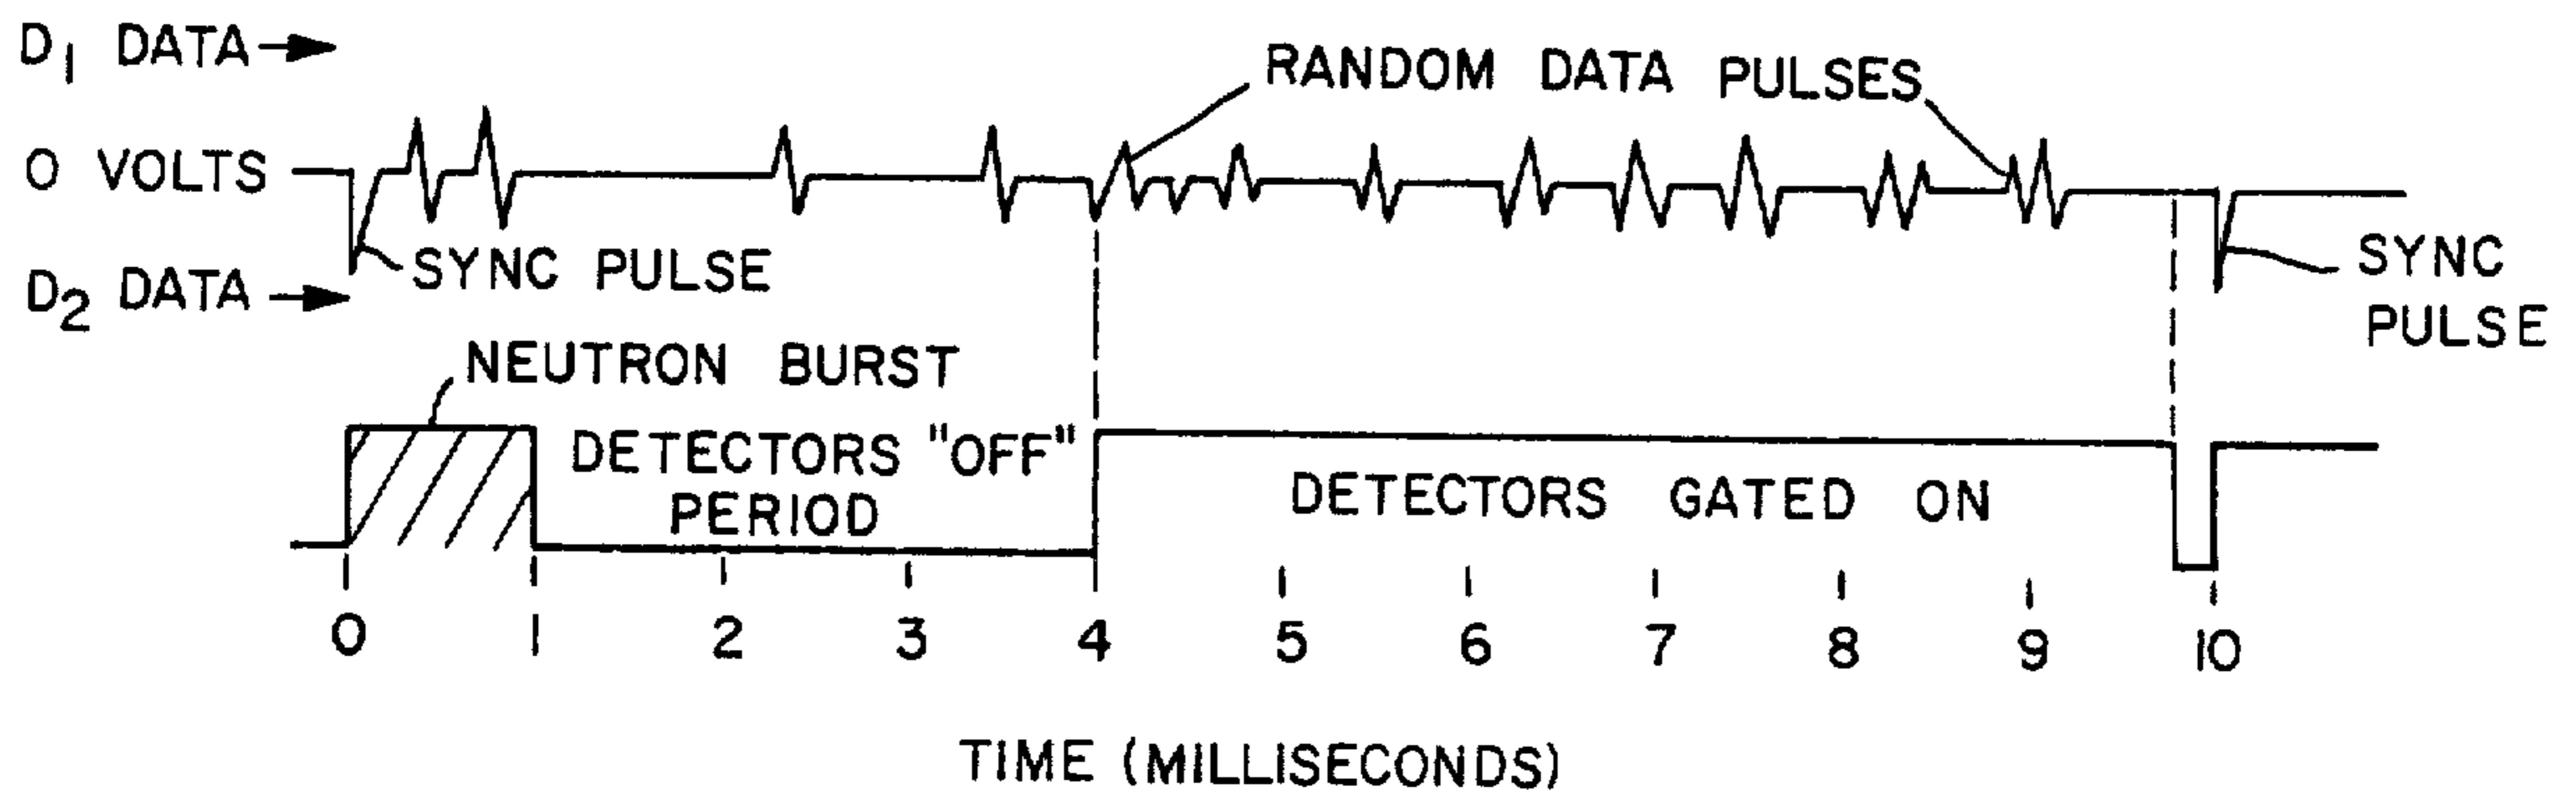 D1 DATA
RANDOM DATA PULSES
0 VOLTS
SYNC PULSE
D2 DATA
SYNC
PULSE
NEUTRON BURST
DETECTORS "OFF"
PERIOD
DETECTORS GATED ON
0 1 2 3 4 5 6 7 8 9 10
TIME (MILLISECONDS)